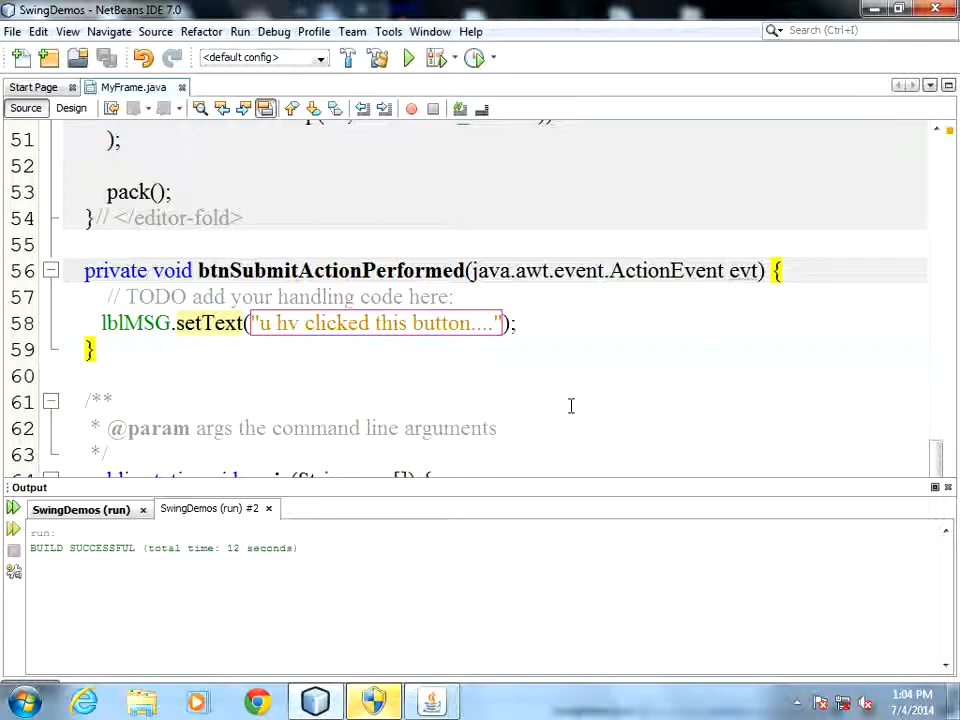 SwingDemos - NetBeans IDE 7.0
File Edit View Navigate Source Refactor Run Debug Profile Team Tools Window Help
Search (Ctrl+I)
<default config>
Start Page MyFrame.java
Source Design
51 );
52
53 pack();
54 }// </editor-fold>
55
56 private void btnSubmitActionPerformed(java.awt.event.ActionEvent evt) {
57 // TODO add your handling code here:
58 lblMSG.setText("u hv clicked this button....");
59 }
60
61 /**
62 * @param args the command line arguments
63 */
Output
SwingDemos (run) SwingDemos (run) #2
run:
BUILD SUCCESSFUL (total time: 12 seconds)
1:04 PM
7/4/2014